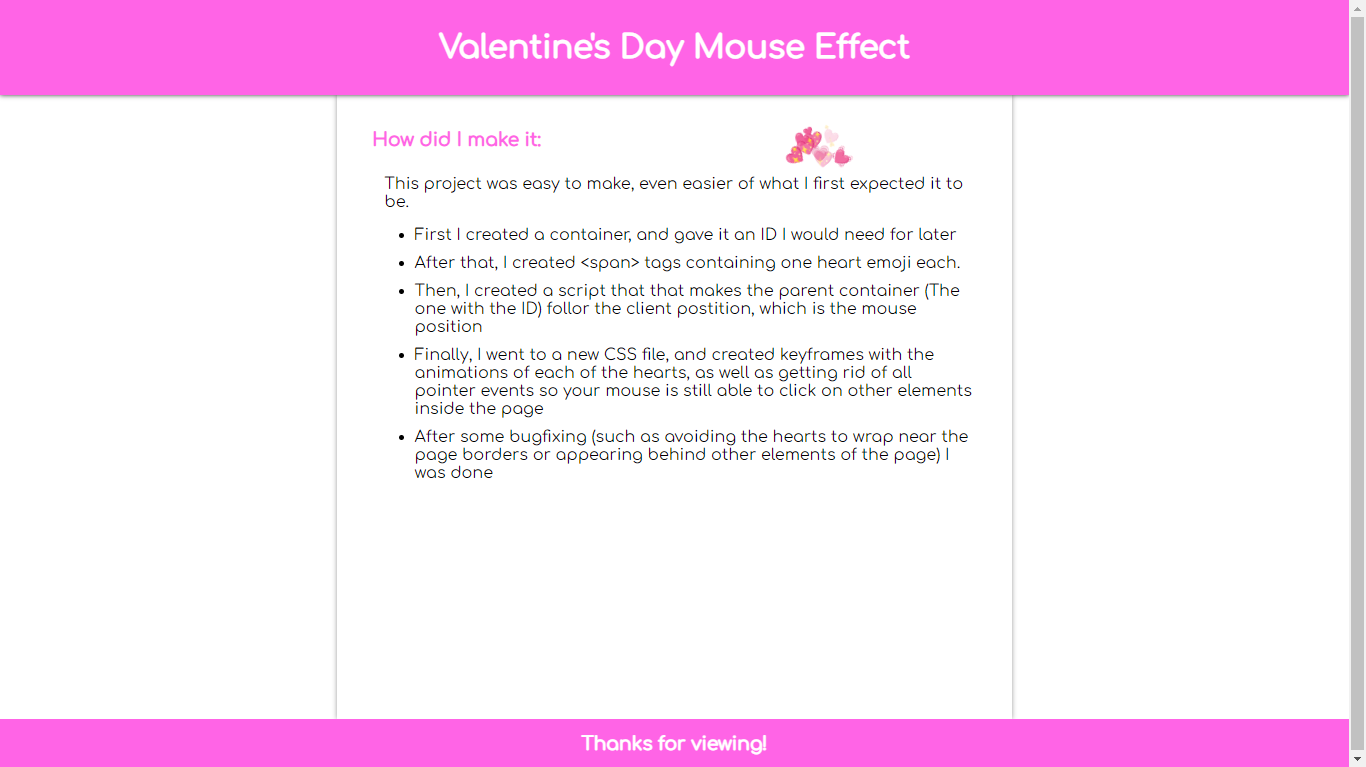 Valentine's Day Mouse Effect
How did I make it:
This project was easy to make, even easier of what I first expected it to
be.
• First I created a container, and gave it an ID I would need for later
• After that, I created <span> tags containing one heart emoji each.
• Then, I created a script that that makes the parent container (The
one with the ID) follor the client postition, which is the mouse
position
• Finally, I went to a new CSS file, and created keyframes with the
animations of each of the hearts, as well as getting rid of all
pointer events so your mouse is still able to click on other elements
inside the page
• After some bugfixing (such as avoiding the hearts to wrap near the
page borders or appearing behind other elements of the page) I
was done
Thanks for viewing!